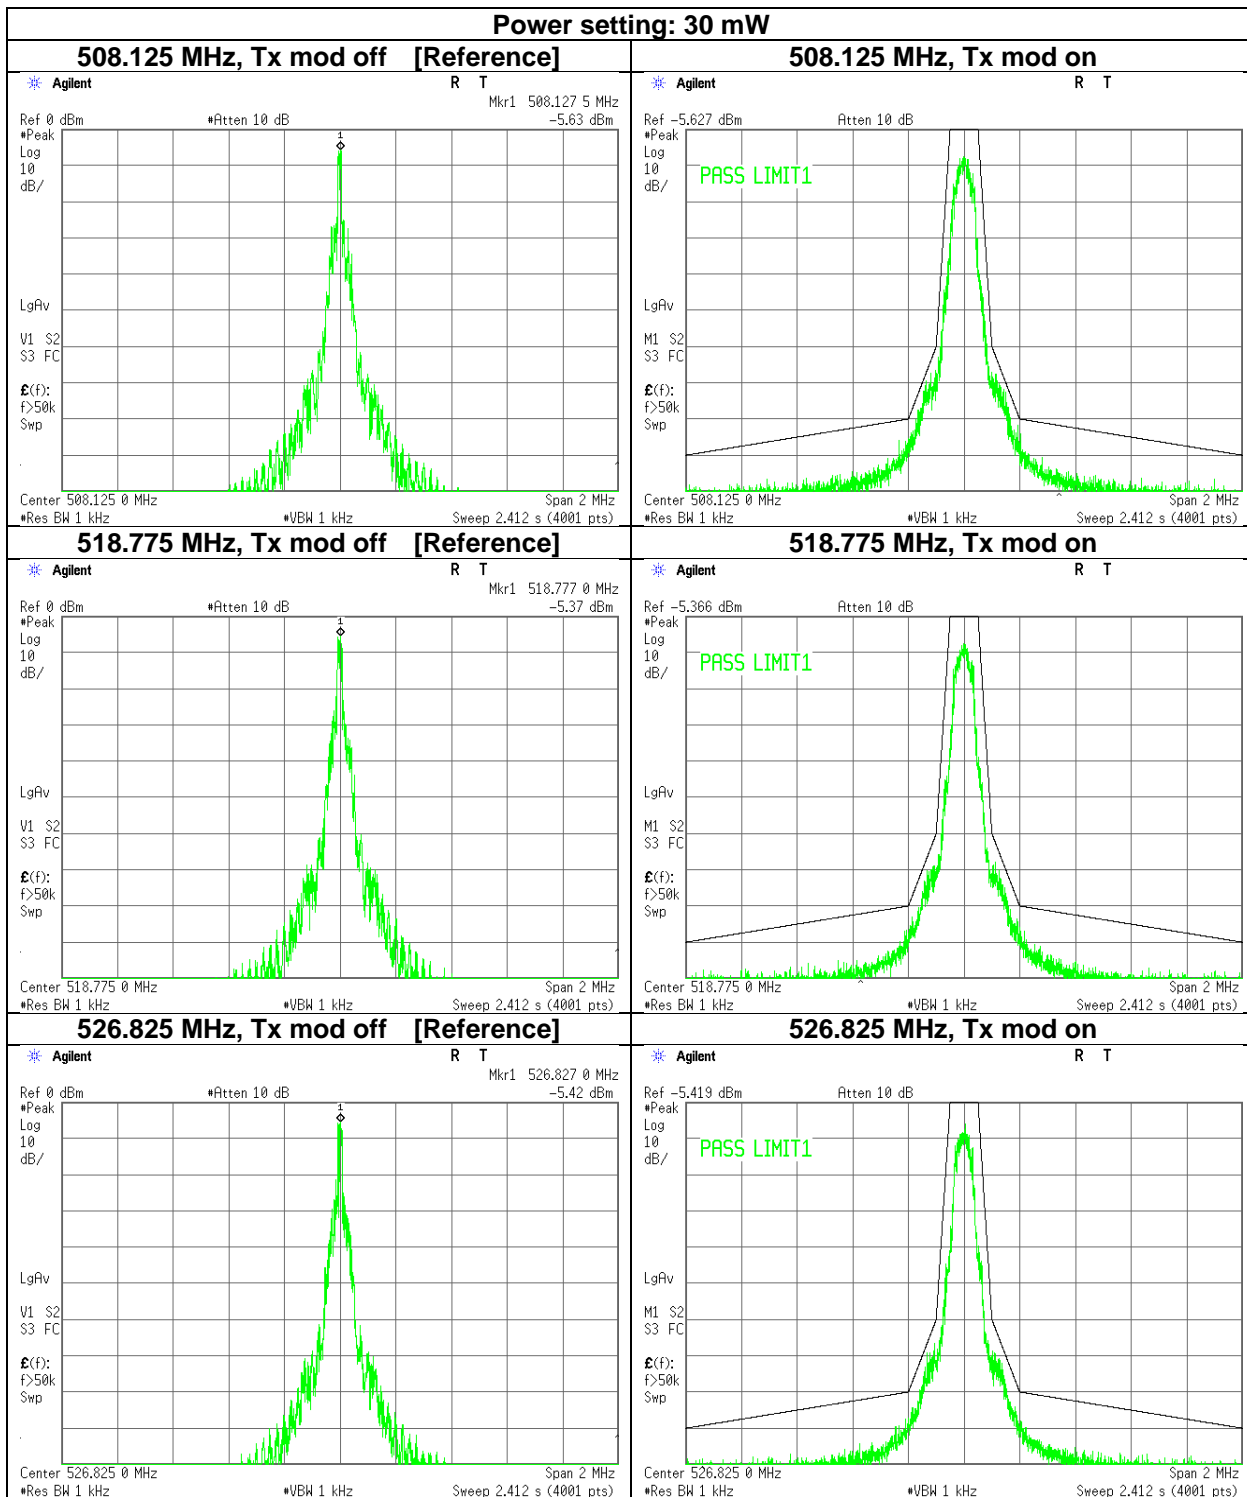 Power setting: 30 mW
508.125 MHz, Tx mod off [Reference]
508.125 MHz, Tx mod on
Agilent
R T
Mkr1 508.127 5 MHz
Ref 0 dBm
#Atten 10 dB
-5.63 dBm
#Peak
Log
10
dB/
1
LgAv
V1 S2
S3 FC
£(f):
f>50k
Swp
Center 508.125 0 MHz
Span 2 MHz
#Res BW 1 kHz
#VBW 1 kHz
Sweep 2.412 s (4001 pts)
Agilent
R T
Ref -5.627 dBm
Atten 10 dB
#Peak
Log
10
dB/
PASS LIMIT1
LgAv
M1 S2
S3 FC
£(f):
f>50k
Swp
Center 508.125 0 MHz
Span 2 MHz
#Res BW 1 kHz
#VBW 1 kHz
Sweep 2.412 s (4001 pts)
518.775 MHz, Tx mod off [Reference]
518.775 MHz, Tx mod on
Agilent
R T
Mkr1 518.777 0 MHz
Ref 0 dBm
#Atten 10 dB
-5.37 dBm
#Peak
Log
10
dB/
1
LgAv
V1 S2
S3 FC
£(f):
f>50k
Swp
Center 518.775 0 MHz
Span 2 MHz
#Res BW 1 kHz
#VBW 1 kHz
Sweep 2.412 s (4001 pts)
Agilent
R T
Ref -5.366 dBm
Atten 10 dB
#Peak
Log
10
dB/
PASS LIMIT1
LgAv
M1 S2
S3 FC
£(f):
f>50k
Swp
Center 518.775 0 MHz
Span 2 MHz
#Res BW 1 kHz
#VBW 1 kHz
Sweep 2.412 s (4001 pts)
526.825 MHz, Tx mod off [Reference]
526.825 MHz, Tx mod on
Agilent
R T
Mkr1 526.827 0 MHz
Ref 0 dBm
#Atten 10 dB
-5.42 dBm
#Peak
Log
10
dB/
1
LgAv
V1 S2
S3 FC
£(f):
f>50k
Swp
Center 526.825 0 MHz
Span 2 MHz
#Res BW 1 kHz
#VBW 1 kHz
Sweep 2.412 s (4001 pts)
Agilent
R T
Ref -5.419 dBm
Atten 10 dB
#Peak
Log
10
dB/
PASS LIMIT1
LgAv
M1 S2
S3 FC
£(f):
f>50k
Swp
Center 526.825 0 MHz
Span 2 MHz
#Res BW 1 kHz
#VBW 1 kHz
Sweep 2.412 s (4001 pts)